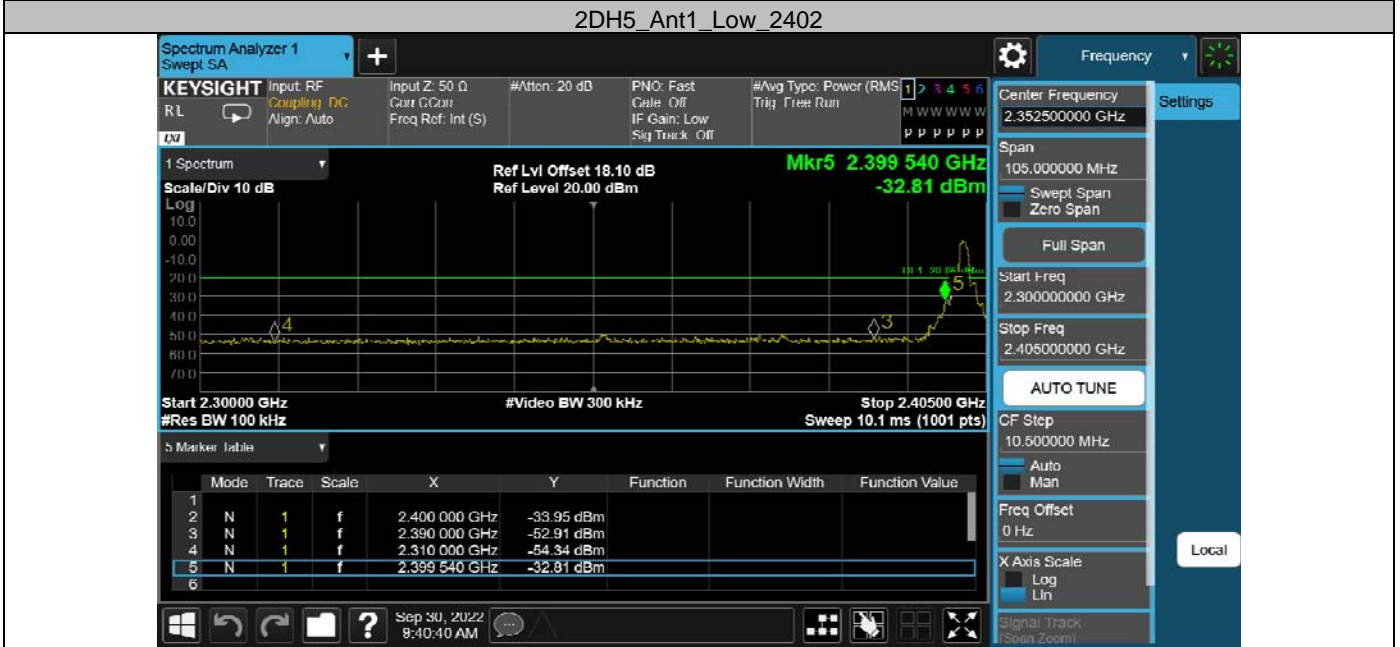 2DH5_Ant1_Low_2402
Spectrum Analyzer 1
Swept SA
Frequency
KEYSIGHT
RL
LXI
Input: RF
Coupling: DC
Align: Auto
Input Z: 50 Ω
Corr CCorr
Freq Ref: Int (S)
#Atten: 20 dB
PNO: Fast
Gate: Off
IF Gain: Low
Sig Track: Off
#Avg Type: Power (RMS
Trig: Free Run
1 2 3 4 5 6
M W W W W W
P P P P P P
1 Spectrum
Scale/Div 10 dB
Ref Lvl Offset 18.10 dB
Ref Level 20.00 dBm
Mkr5 2.399 540 GHz
-32.81 dBm
Log
10.0
0.00
-10.0
-20.0
-30.0
-40.0
-50.0
-60.0
-70.0
4
3
5
Start 2.30000 GHz
#Res BW 100 kHz
#Video BW 300 kHz
Stop 2.40500 GHz
Sweep 10.1 ms (1001 pts)
5 Marker Table
Mode Trace Scale X Y Function Function Width Function Value
1
2 N 1 f 2.400 000 GHz -33.95 dBm
3 N 1 f 2.390 000 GHz -52.91 dBm
4 N 1 f 2.310 000 GHz -54.34 dBm
5 N 1 f 2.399 540 GHz -32.81 dBm
6
?
Sep 30, 2022
9:40:40 AM
Center Frequency
2.352500000 GHz
Settings
Span
105.000000 MHz
Swept Span
Zero Span
Full Span
Start Freq
2.300000000 GHz
Stop Freq
2.405000000 GHz
AUTO TUNE
CF Step
10.500000 MHz
Auto
Man
Freq Offset
0 Hz
X Axis Scale
Log
Lin
Signal Track
(Span Zoom)
Local